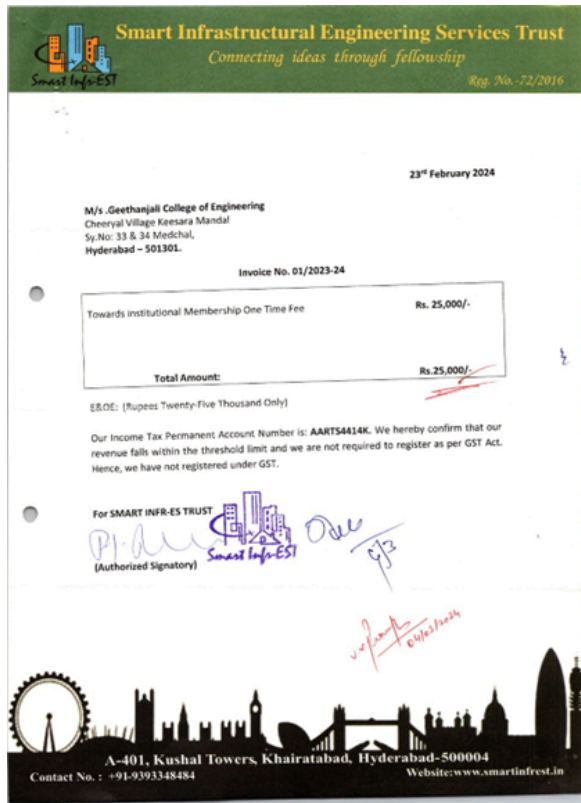 Smart Infrastructural Engineering Services Trust
Connecting ideas through fellowship
Smart Infr-EST
Reg. No.-72/2016
23rd February 2024
M/s .Geethanjali College of Engineering
Cheeryal Village Keesara Mandal
Sy.No: 33 & 34 Medchal,
Hyderabad – 501301.
Invoice No. 01/2023-24
Towards institutional Membership One Time Fee Rs. 25,000/-
Total Amount: Rs.25,000/-
E&OE: (Rupees Twenty-Five Thousand Only)
Our Income Tax Permanent Account Number is: AARTS4414K. We hereby confirm that our
revenue falls within the threshold limit and we are not required to register as per GST Act.
Hence, we have not registered under GST.
For SMART INFR-ES TRUST
Smart Infr-EST
(Authorized Signatory)
A-401, Kushal Towers, Khairatabad, Hyderabad-500004
Contact No. : +91-9393348484 Website:www.smartinfrest.in